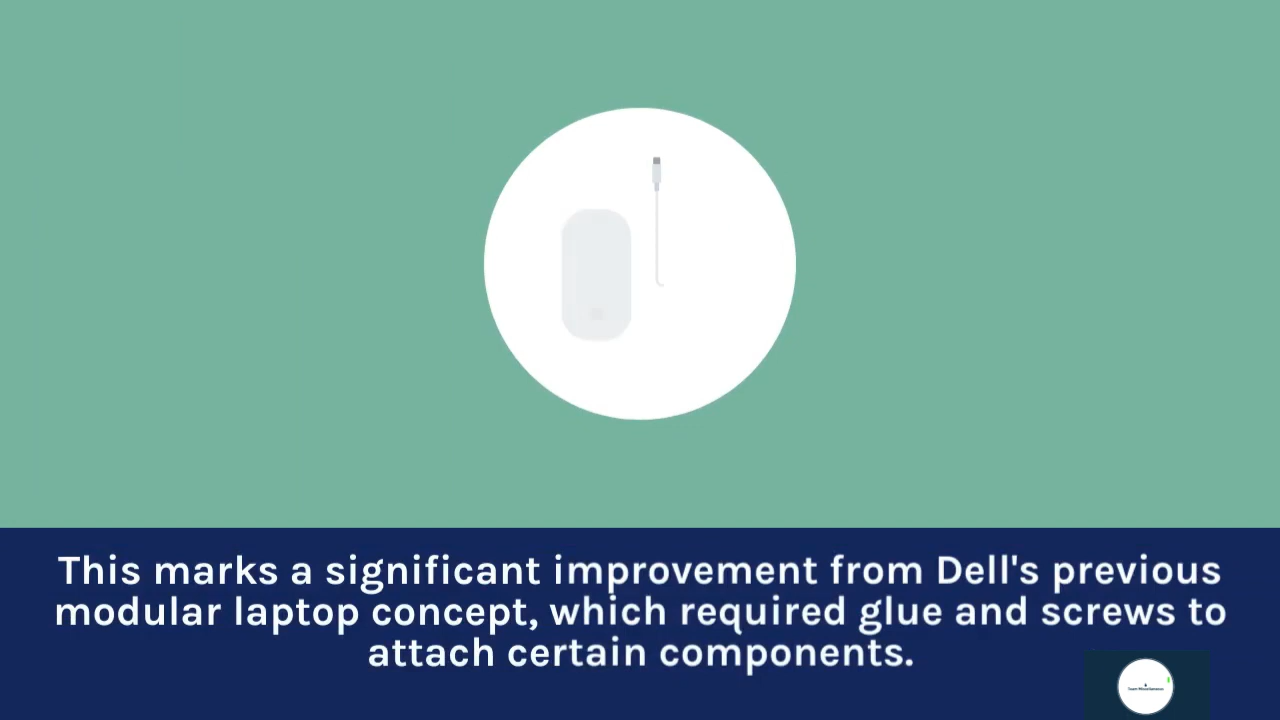 This marks a significant improvement from Dell's previous
modular laptop concept, which required glue and screws to
attach certain components.